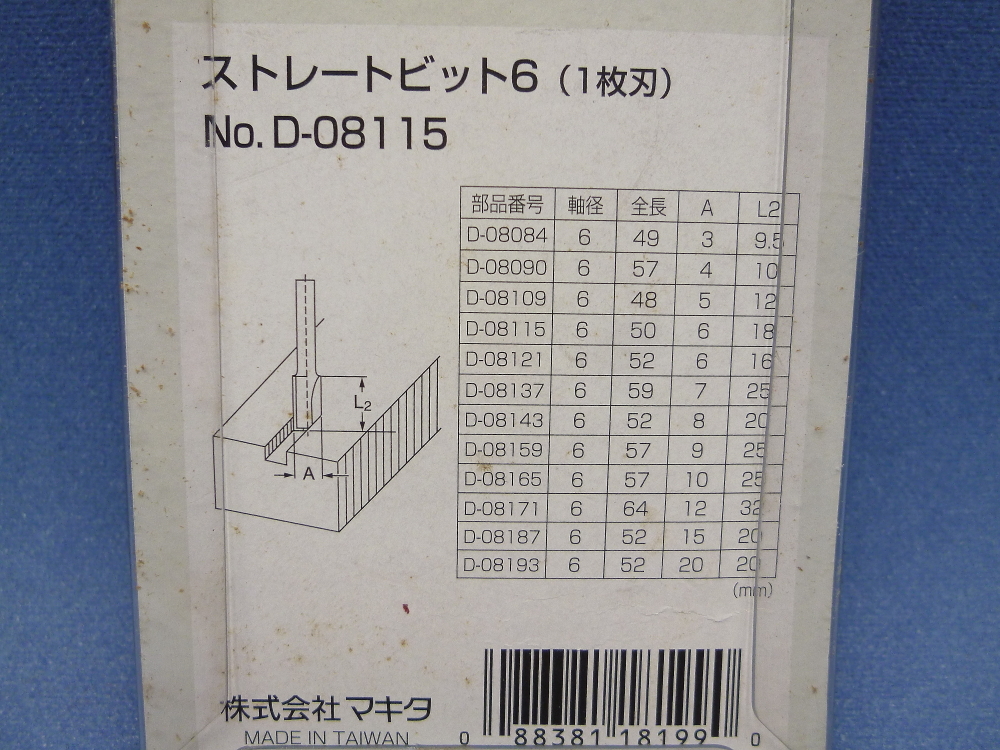 ストレートビット6（1枚刃）
No. D-08115
部品番号 軸径 全長 A L2
D-08084 6 49 3 9.5
D-08090 6 57 4 10
D-08109 6 48 5 12
D-08115 6 50 6 18
D-08121 6 52 6 16
D-08137 6 59 7 25
D-08143 6 52 8 20
D-08159 6 57 9 25
D-08165 6 57 10 25
D-08171 6 64 12 32
D-08187 6 52 15 20
D-08193 6 52 20 20
(mm)
L2
A
株式会社 マキタ
MADE IN TAIWAN
0 88381 18199 0